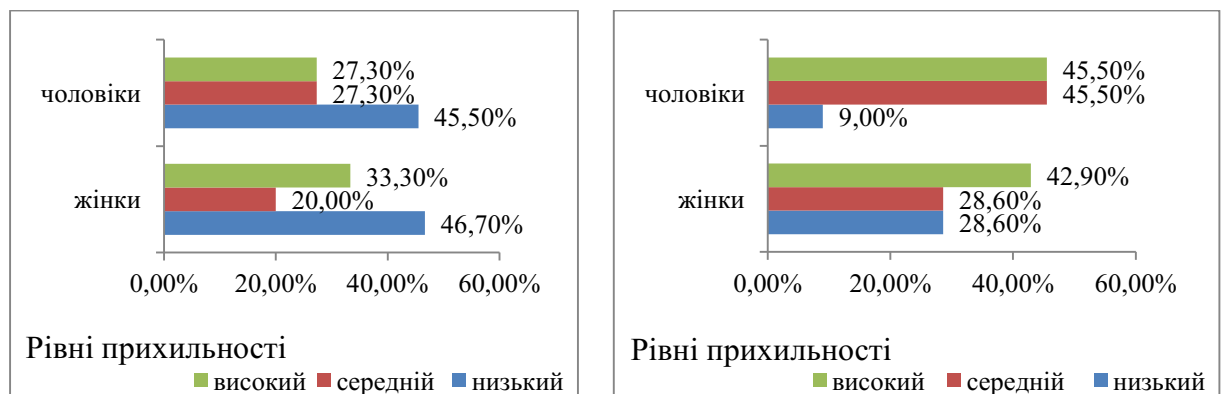 чоловіки
27,30%
27,30%
45,50%
жінки
33,30%
20,00%
46,70%
0,00% 20,00% 40,00% 60,00%
Рівні прихильності
високий середній низький
чоловіки
45,50%
45,50%
9,00%
жінки
42,90%
28,60%
28,60%
0,00% 20,00% 40,00% 60,00%
Рівні прихильності
високий середній низький